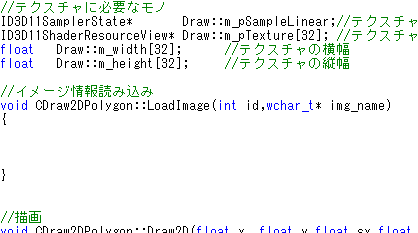 //テクスチャに必要なモノ
ID3D11SamplerState* Draw::m_pSampleLinear;//テクスチャ
ID3D11ShaderResourceView* Draw::m_pTexture[32]; //テクスチャ
float Draw::m_width[32]; //テクスチャの横幅
float Draw::m_height[32]; //テクスチャの縦幅
//イメージ情報読み込み
void CDraw2DPolygon::LoadImage(int id,wchar_t* img_name)
{
}
//描画
void CDraw2DPolygon::Draw2D(float x, float y float sx float